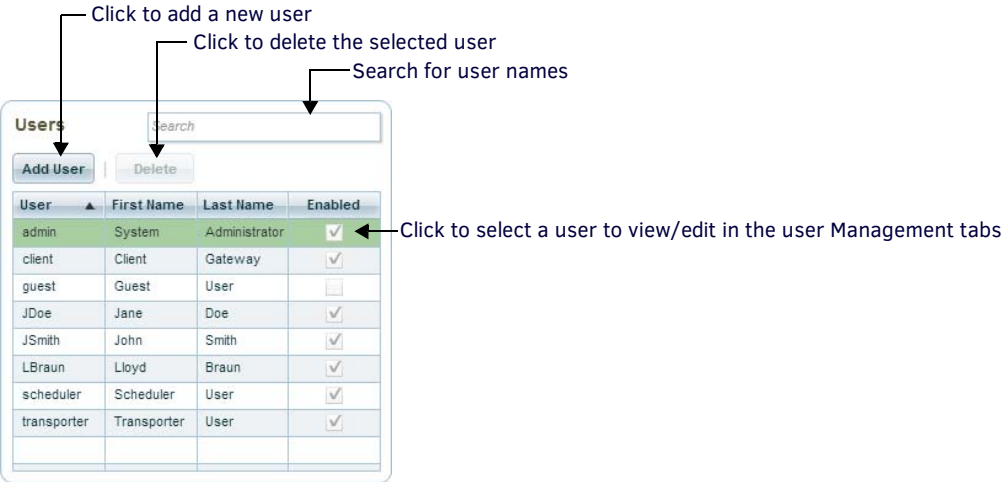 Click to add a new user
Click to delete the selected user
Search for user names
Users Search
Add User Delete
User First Name Last Name Enabled
admin System Administrator
Click to select a user to view/edit in the user Management tabs
client Client Gateway
guest Guest User
JDoe Jane Doe
JSmith John Smith
LBraun Lloyd Braun
scheduler Scheduler User
transporter Transporter User